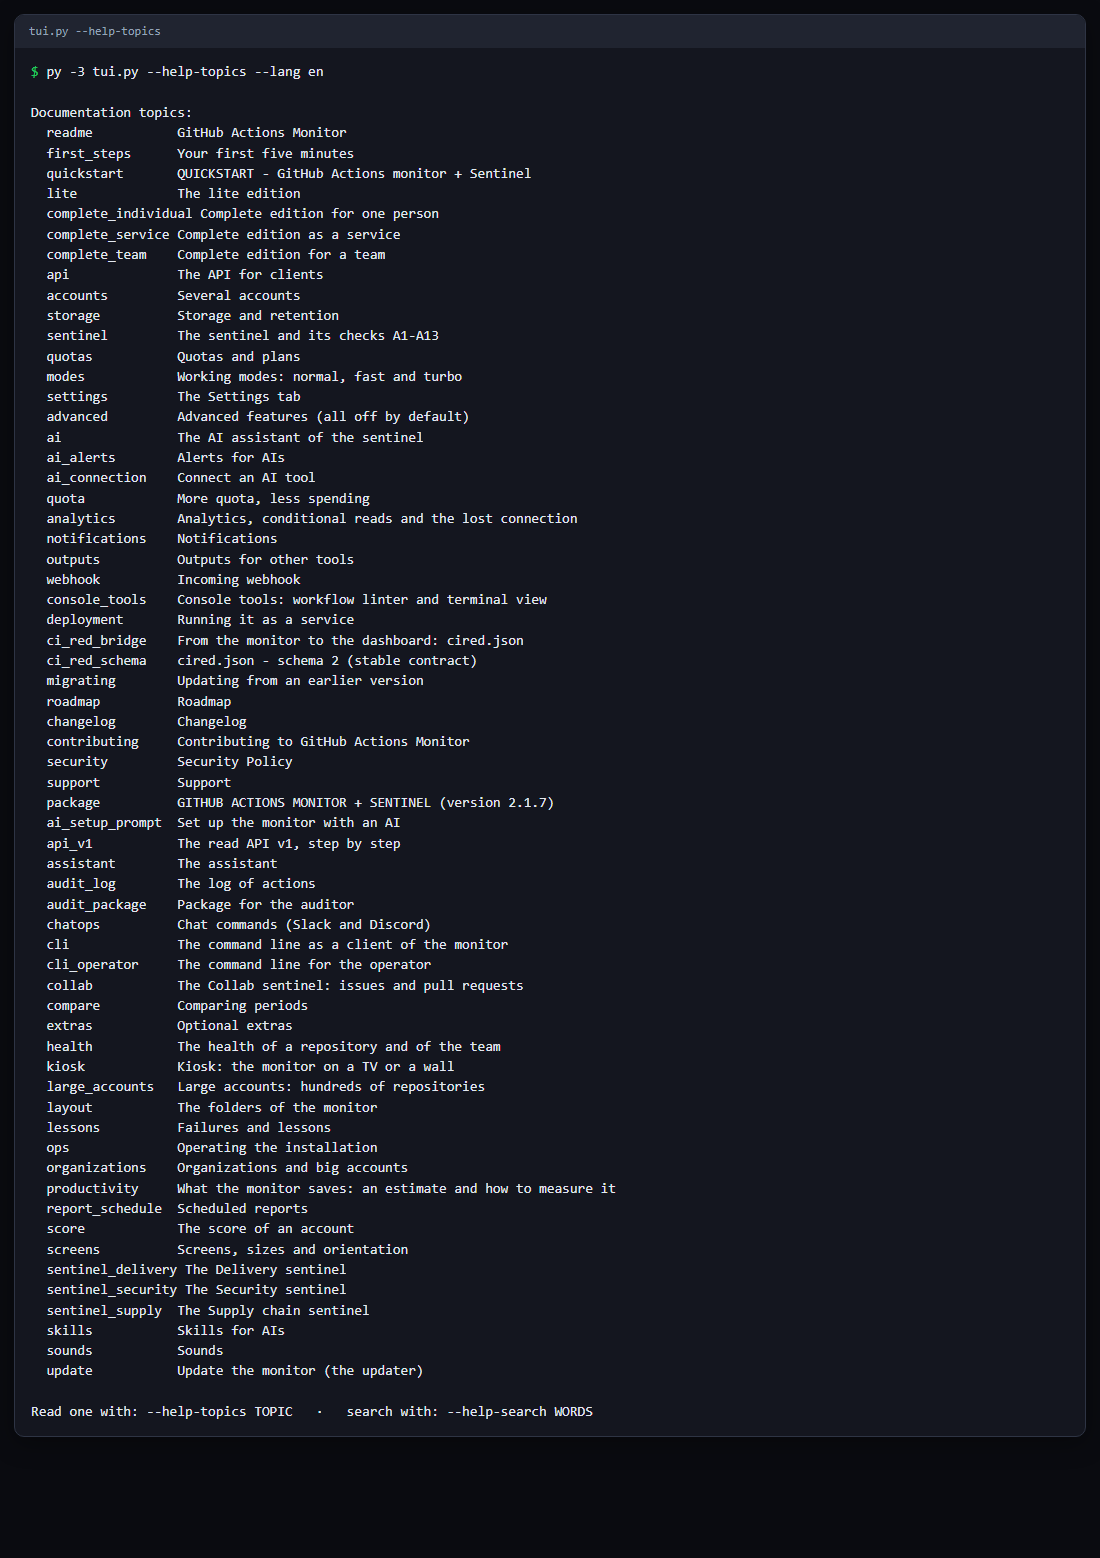 tui.py --help-topics
$ py -3 tui.py --help-topics --lang en
Documentation topics:
readme GitHub Actions Monitor
first_steps Your first five minutes
quickstart QUICKSTART - GitHub Actions monitor + Sentinel
lite The lite edition
complete_individual Complete edition for one person
complete_service Complete edition as a service
complete_team Complete edition for a team
api The API for clients
accounts Several accounts
storage Storage and retention
sentinel The sentinel and its checks A1-A13
quotas Quotas and plans
modes Working modes: normal, fast and turbo
settings The Settings tab
advanced Advanced features (all off by default)
ai The AI assistant of the sentinel
ai_alerts Alerts for AIs
ai_connection Connect an AI tool
quota More quota, less spending
analytics Analytics, conditional reads and the lost connection
notifications Notifications
outputs Outputs for other tools
webhook Incoming webhook
console_tools Console tools: workflow linter and terminal view
deployment Running it as a service
ci_red_bridge From the monitor to the dashboard: cired.json
ci_red_schema cired.json - schema 2 (stable contract)
migrating Updating from an earlier version
roadmap Roadmap
changelog Changelog
contributing Contributing to GitHub Actions Monitor
security Security Policy
support Support
package GITHUB ACTIONS MONITOR + SENTINEL (version 2.1.7)
ai_setup_prompt Set up the monitor with an AI
api_v1 The read API v1, step by step
assistant The assistant
audit_log The log of actions
audit_package Package for the auditor
chatops Chat commands (Slack and Discord)
cli The command line as a client of the monitor
cli_operator The command line for the operator
collab The Collab sentinel: issues and pull requests
compare Comparing periods
extras Optional extras
health The health of a repository and of the team
kiosk Kiosk: the monitor on a TV or a wall
large_accounts Large accounts: hundreds of repositories
layout The folders of the monitor
lessons Failures and lessons
ops Operating the installation
organizations Organizations and big accounts
productivity What the monitor saves: an estimate and how to measure it
report_schedule Scheduled reports
score The score of an account
screens Screens, sizes and orientation
sentinel_delivery The Delivery sentinel
sentinel_security The Security sentinel
sentinel_supply The Supply chain sentinel
skills Skills for AIs
sounds Sounds
update Update the monitor (the updater)
Read one with: --help-topics TOPIC · search with: --help-search WORDS